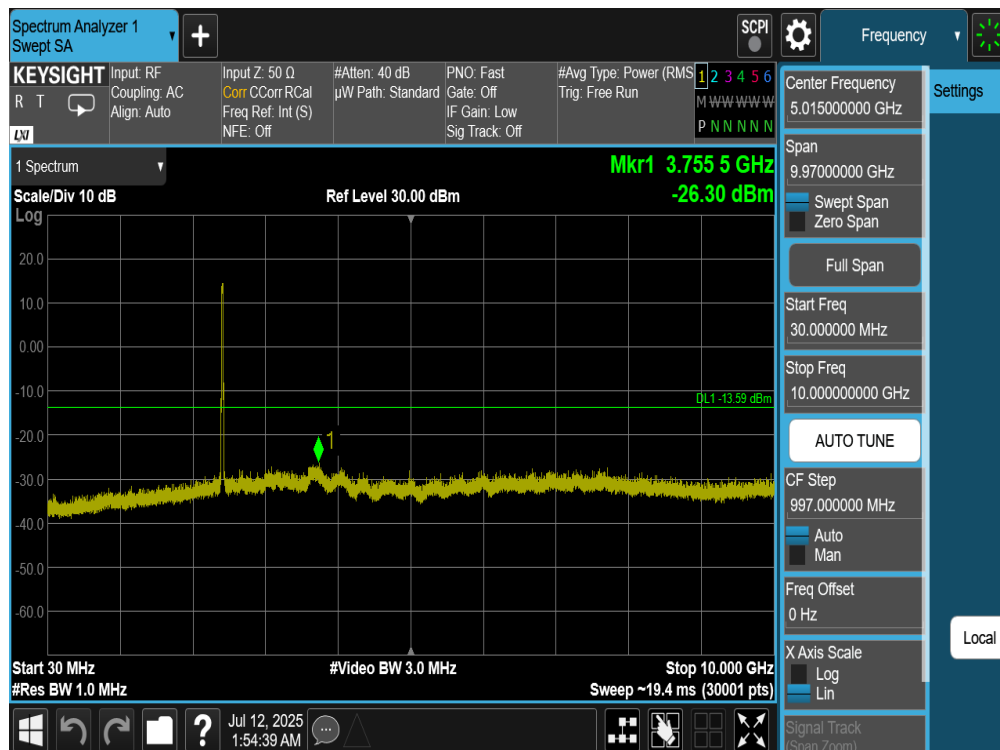 Spectrum Analyzer 1
Swept SA
+
SCPI
Frequency
KEYSIGHT
R T
LXI
Input: RF
Coupling: AC
Align: Auto
Input Z: 50 Ω
Corr CCorr RCal
Freq Ref: Int (S)
NFE: Off
#Atten: 40 dB
µW Path: Standard
PNO: Fast
Gate: Off
IF Gain: Low
Sig Track: Off
#Avg Type: Power (RMS
Trig: Free Run
1 2 3 4 5 6
M W W W W W
P N N N N N
1 Spectrum
Scale/Div 10 dB
Log
Ref Level 30.00 dBm
Mkr1 3.755 5 GHz
-26.30 dBm
20.0
10.0
0.00
-10.0
-20.0
-30.0
-40.0
-50.0
-60.0
DL1 -13.59 dBm
1
Start 30 MHz
#Res BW 1.0 MHz
#Video BW 3.0 MHz
Stop 10.000 GHz
Sweep ~19.4 ms (30001 pts)
Center Frequency
5.015000000 GHz
Span
9.97000000 GHz
Swept Span
Zero Span
Full Span
Start Freq
30.000000 MHz
Stop Freq
10.000000000 GHz
AUTO TUNE
CF Step
997.000000 MHz
Auto
Man
Freq Offset
0 Hz
X Axis Scale
Log
Lin
Signal Track
(Span Zoom)
Settings
Local
?
Jul 12, 2025
1:54:39 AM